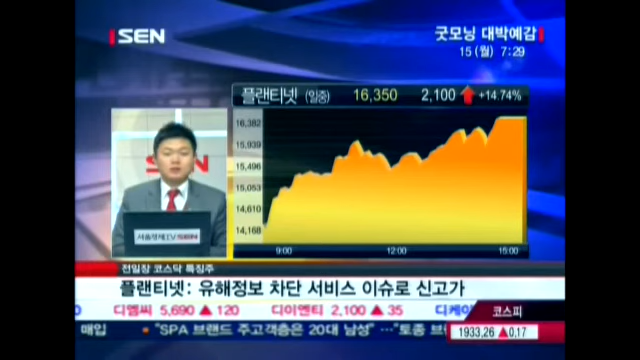 SEN
굿모닝 대박예감
15 (월) 7:29
플랜티넷 (일중) 16,350 2,100 +14.74%
16,382
15,939
15,496
15,053
14,610
14,168
9:00 12:00 15:00
SEN
서울경제TV SEN
전일장 코스닥 특징주
플랜티넷: 유해정보 차단 서비스 이슈로 신고가
디엠씨 5,690 ▲ 120 디이엔티 2,100 ▲ 35 디케이
코스피
매입 • "SPA 브랜드 주고객층은 20대 남성" ⋯"토종 브랜
1933.26 ▲ 0.17